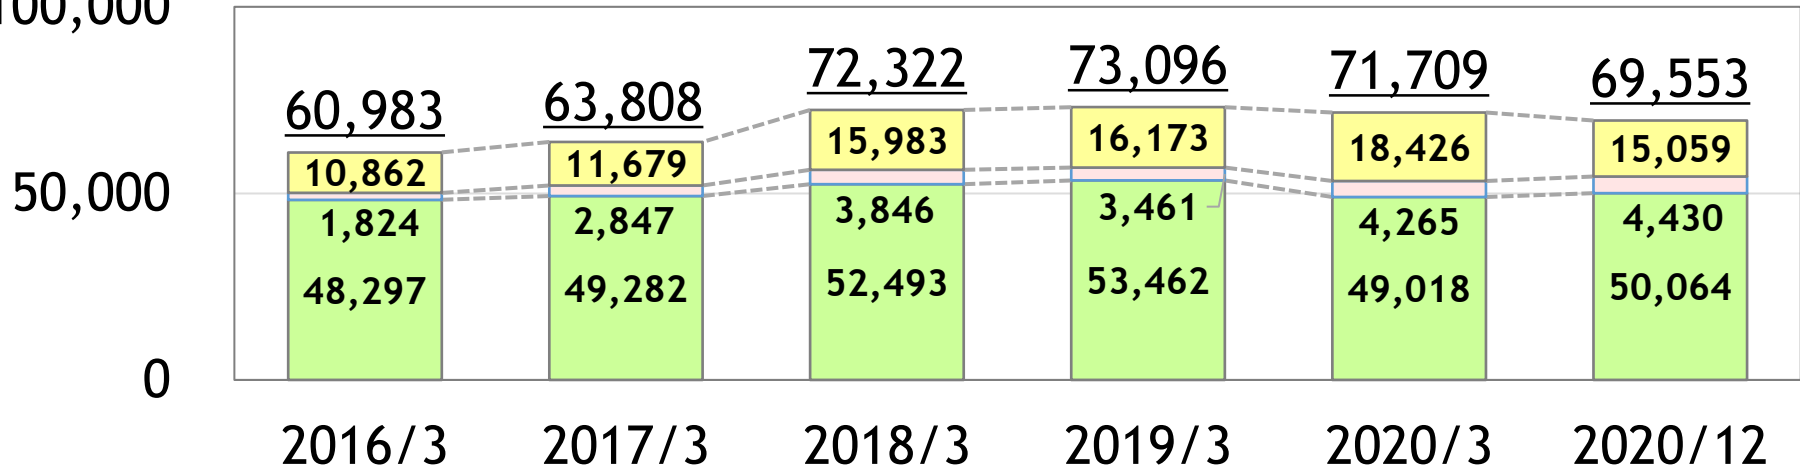 100,000
72,322 73,096 71,709 69,553
60,983 63,808
15,983 16,173 18,426 15,059
10,862 11,679
50,000
1,824 2,847 3,846 3,461 4,265 4,430
48,297 49,282 52,493 53,462 49,018 50,064
0
2016/3 2017/3 2018/3 2019/3 2020/3 2020/12